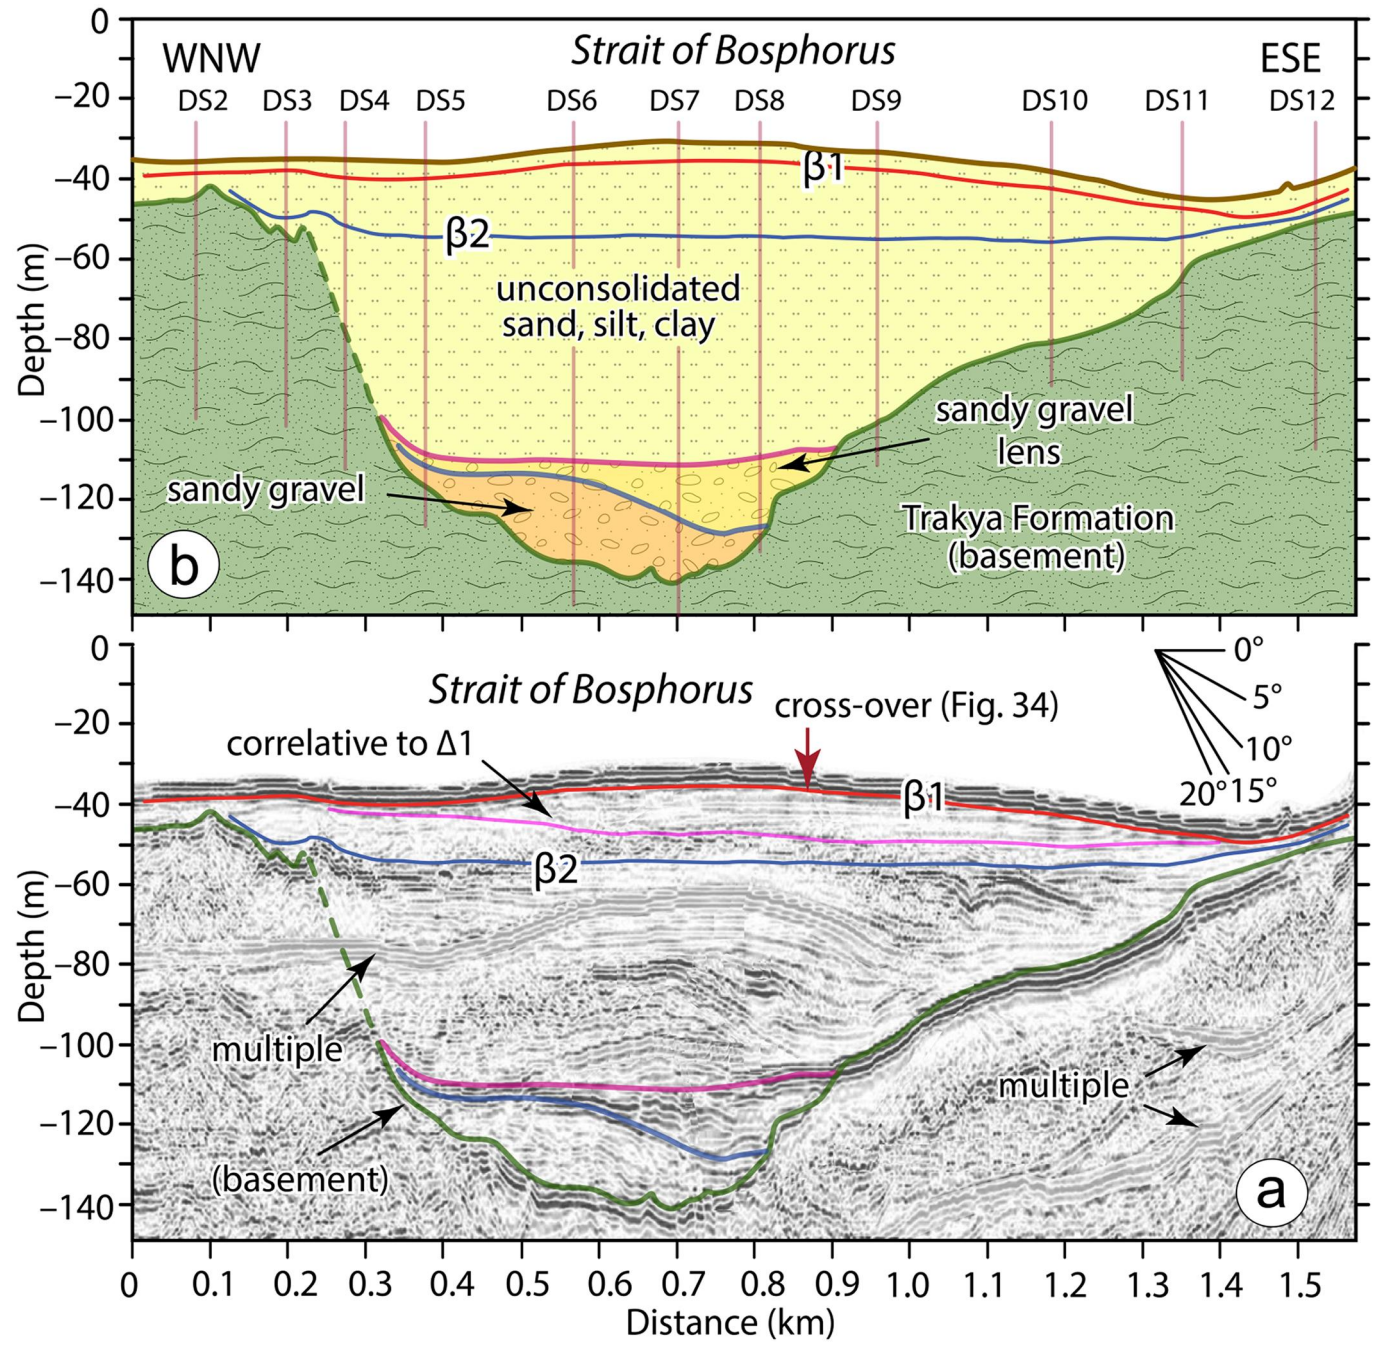 0
−20
−40
−60
−80
−100
−120
−140
Depth (m)
WNW
Strait of Bosphorus
ESE
DS2
DS3
DS4
DS5
DS6
DS7
DS8
DS9
DS10
DS11
DS12
β1
β2
unconsolidated
sand, silt, clay
sandy gravel
lens
sandy gravel
Trakya Formation
(basement)
b
0
−20
−40
−60
−80
−100
−120
−140
Depth (m)
Strait of Bosphorus
cross-over (Fig. 34)
correlative to Δ1
0°
5°
10°
20°
15°
β1
β2
multiple
multiple
(basement)
a
0
0.1
0.2
0.3
0.4
0.5
0.6
0.7
0.8
0.9
1.0
1.1
1.2
1.3
1.4
1.5
Distance (km)